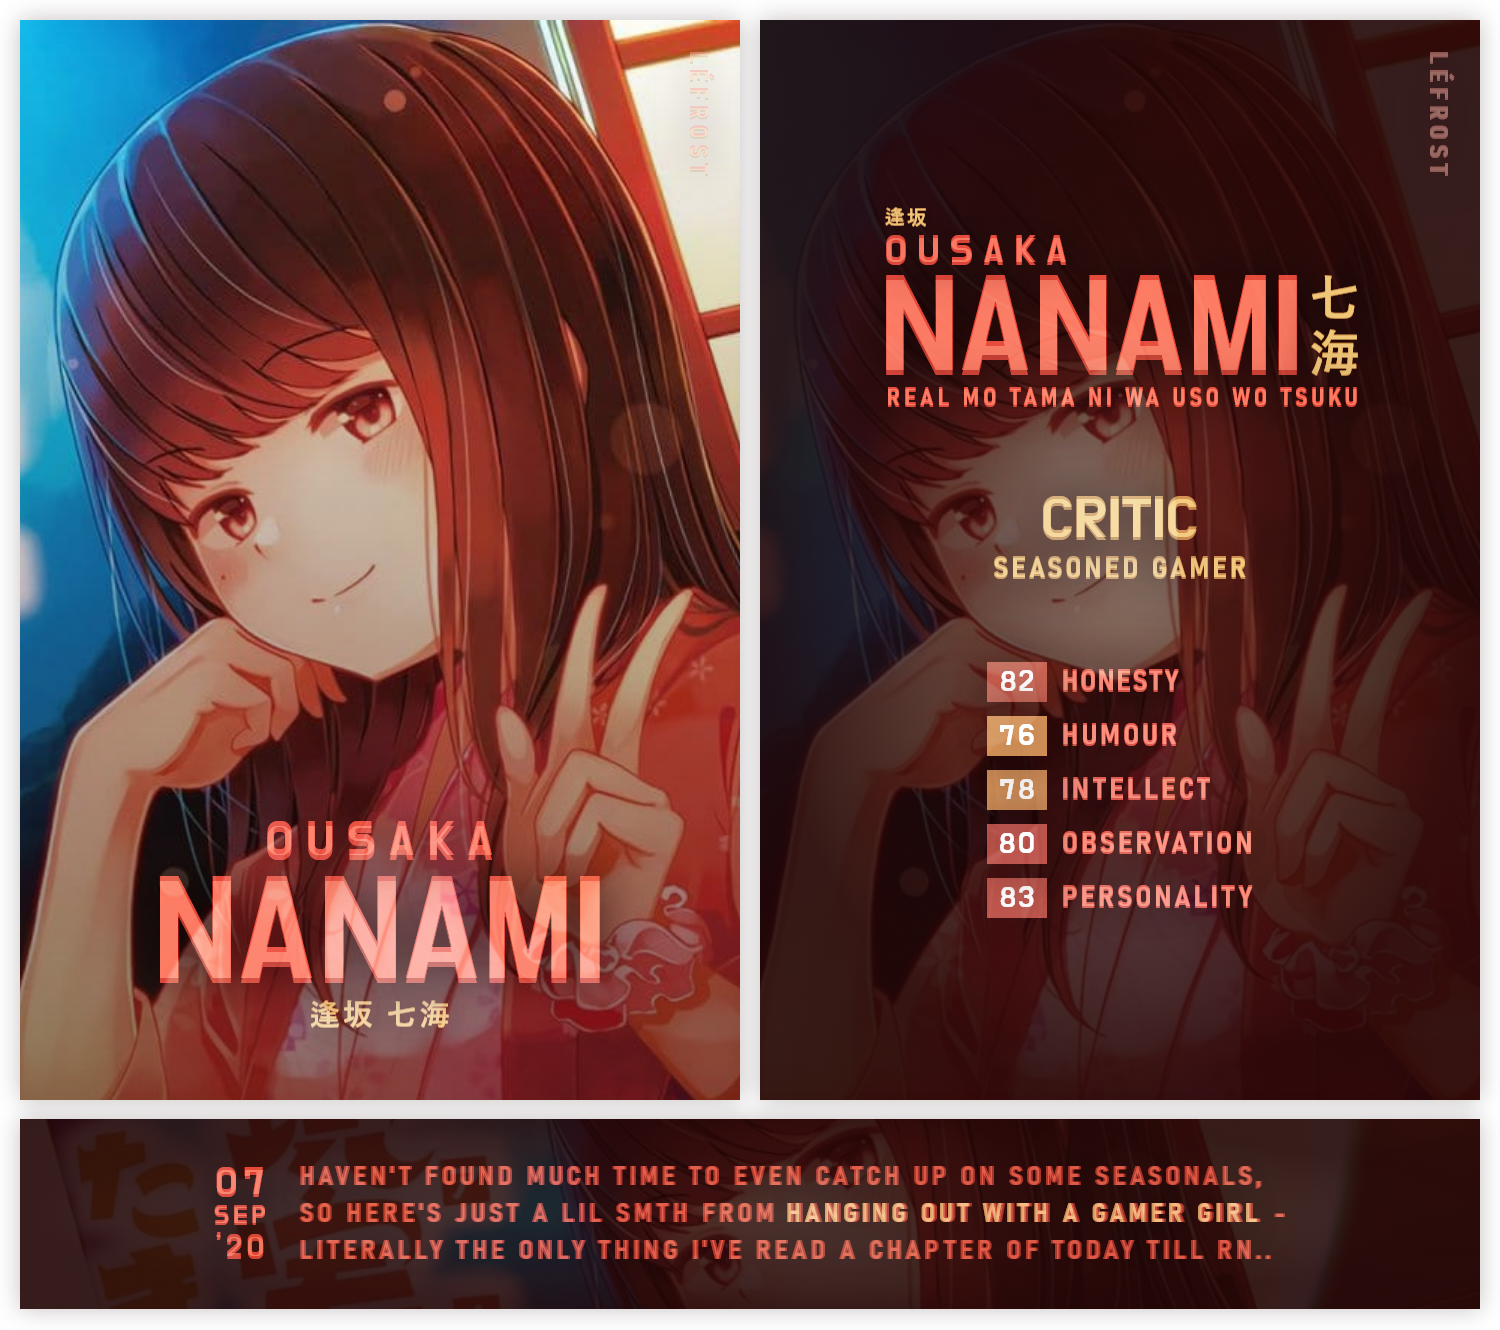 LÉFROST
OUSAKA
NANAMI
逢坂 七海
LÉFROST
逢坂
OUSAKA
NANAMI 七海
REAL MO TAMA NI WA USO WO TSUKU
CRITIC
SEASONED GAMER
82 HONESTY
76 HUMOUR
78 INTELLECT
80 OBSERVATION
83 PERSONALITY
07
SEP
'20
HAVEN'T FOUND MUCH TIME TO EVEN CATCH UP ON SOME SEASONALS,
SO HERE'S JUST A LIL SMTH FROM HANGING OUT WITH A GAMER GIRL -
LITERALLY THE ONLY THING I'VE READ A CHAPTER OF TODAY TILL RN..